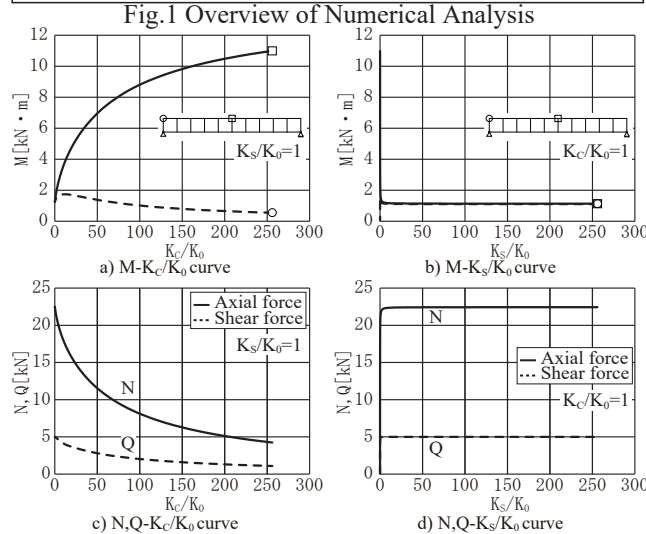 Fig.1 Overview of Numerical Analysis
12
10
8
6
4
2
0
M[kN・m]
K_S/K_0=1
0 50 100 150 200 250 300
K_C/K_0
a) M-K_C/K_0 curve
12
10
8
6
4
2
0
M[kN・m]
K_C/K_0=1
0 50 100 150 200 250 300
K_S/K_0
b) M-K_S/K_0 curve
25
20
15
10
5
0
N,Q[kN]
Axial force
Shear force
K_S/K_0=1
N
Q
0 50 100 150 200 250 300
K_C/K_0
c) N,Q-K_C/K_0 curve
25
20
15
10
5
0
N,Q[kN]
N
Axial force
Shear force
K_C/K_0=1
Q
0 50 100 150 200 250 300
K_S/K_0
d) N,Q-K_S/K_0 curve